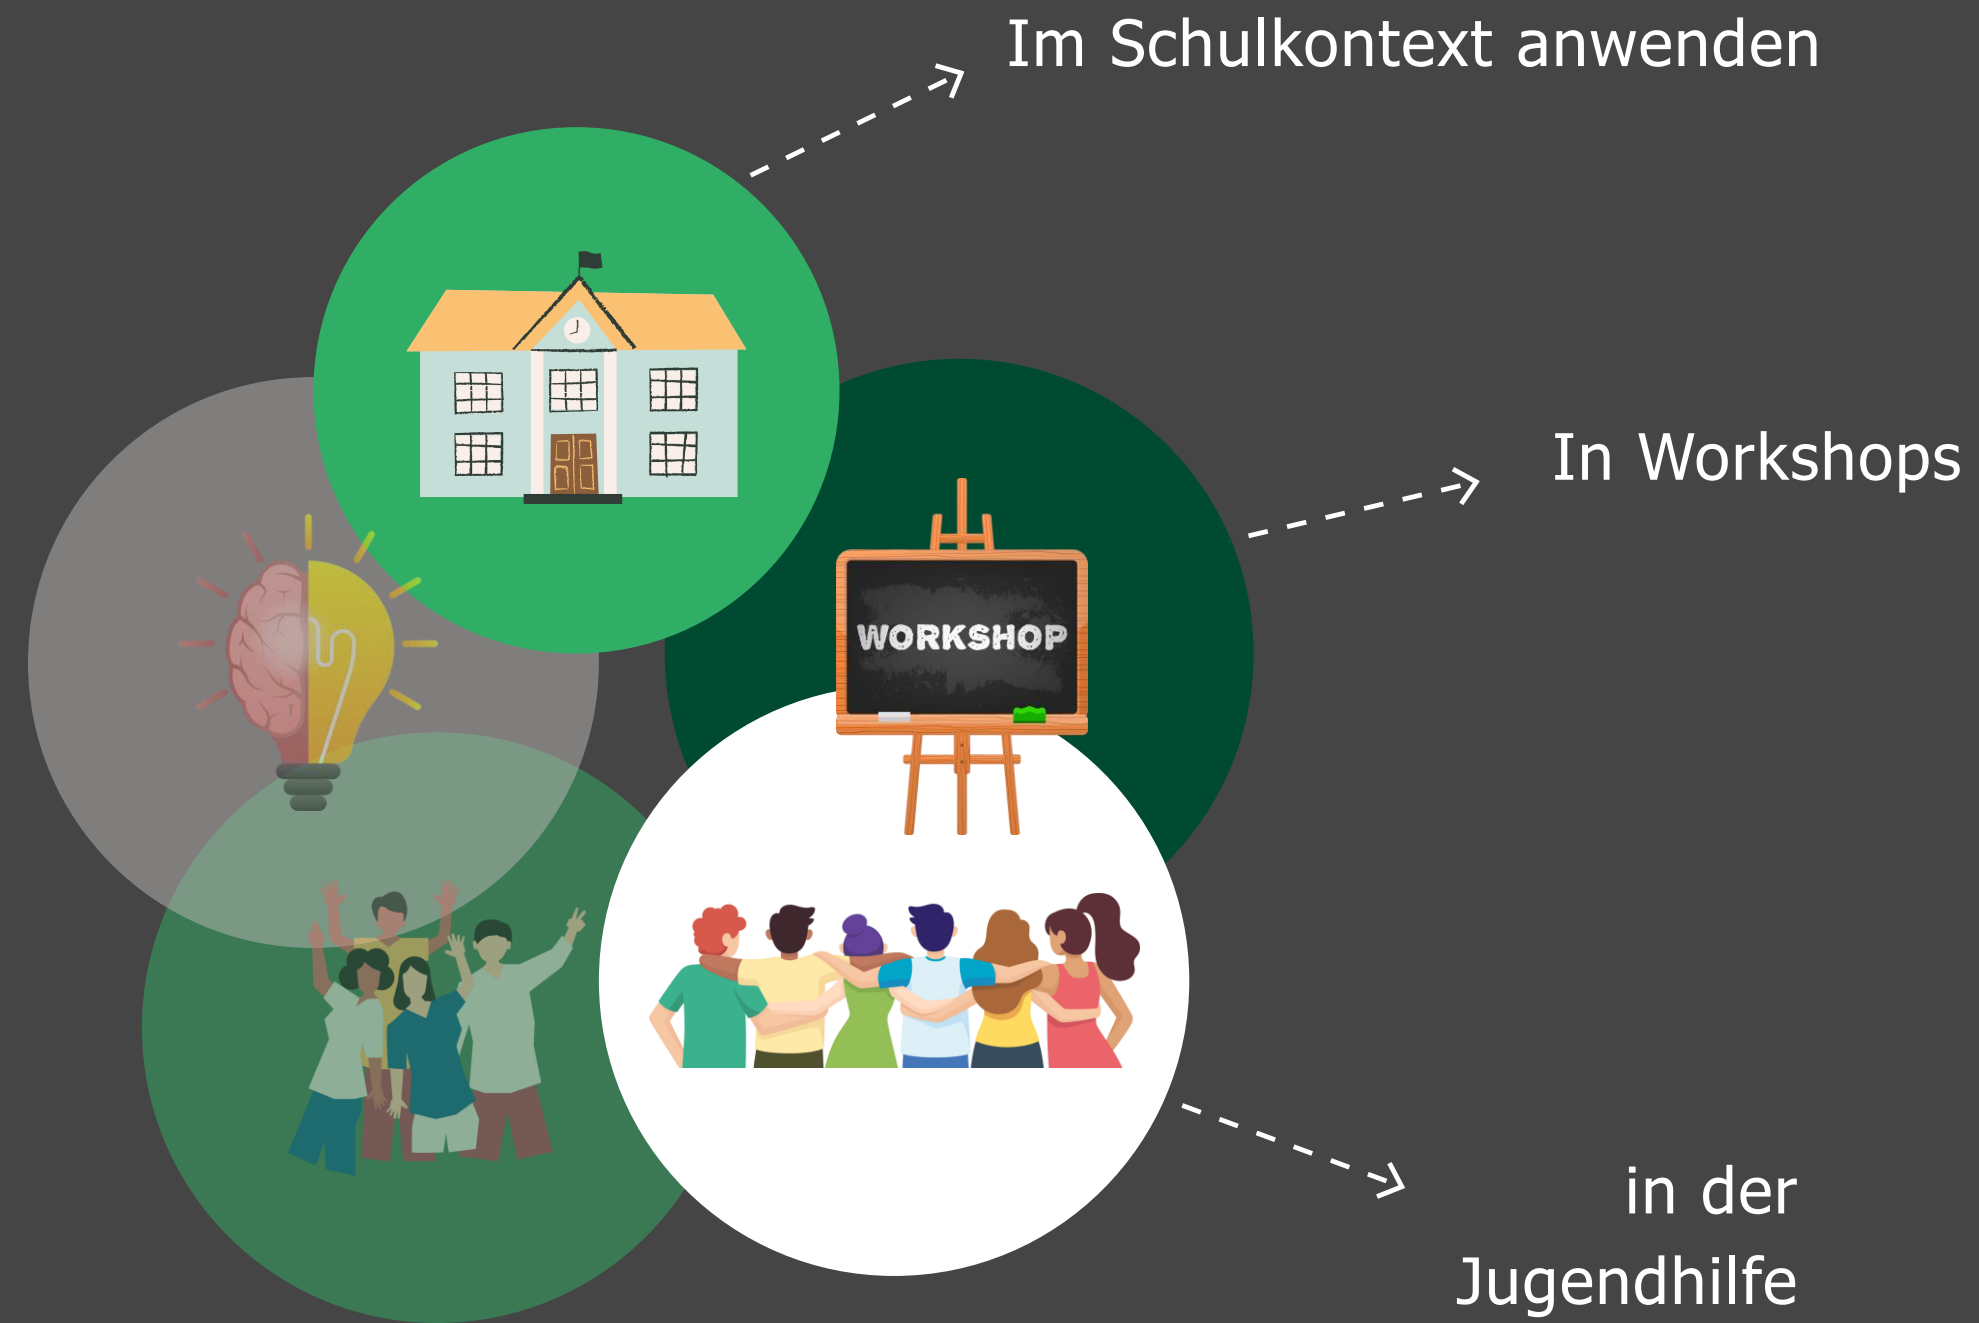 Im Schulkontext anwenden
In Workshops
WORKSHOP
in der
Jugendhilfe